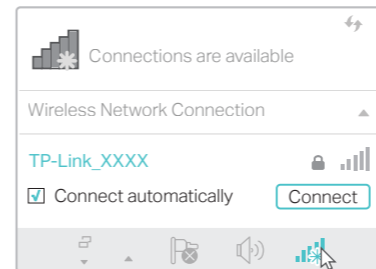 Connections are available
Wireless Network Connection
TP-Link_XXXX
Connect automatically
Connect